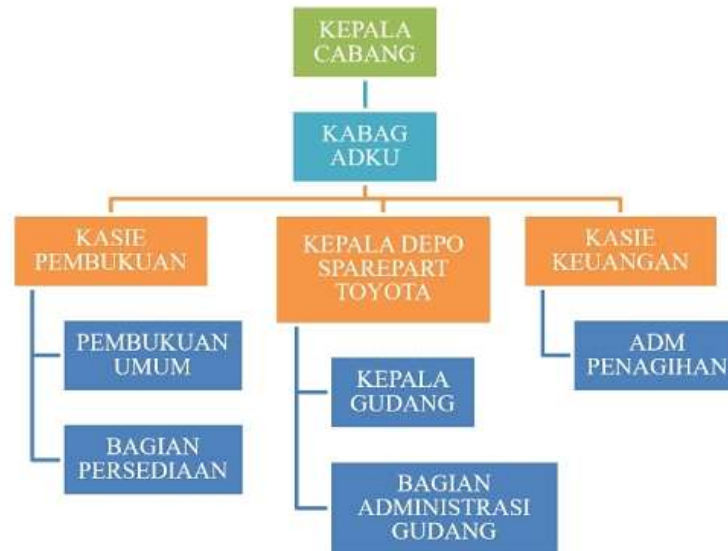 KEPALA
CABANG
KABAG
ADKU
KASIE
PEMBUKUAN
KEPALA DEPO
SPAREPART
TOYOTA
KASIE
KEUANGAN
PEMBUKUAN
UMUM
BAGIAN
PERSEDIAAN
KEPALA
GUDANG
BAGIAN
ADMINISTRASI
GUDANG
ADM
PENAGIHAN